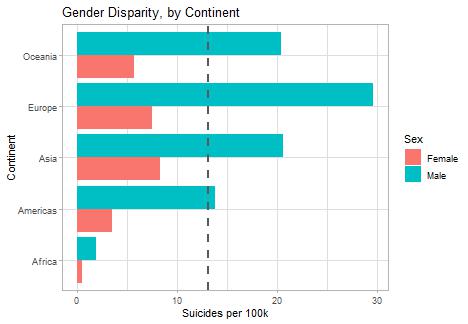 Gender Disparity, by Continent
Continent
Oceania
Europe
Asia
Americas
Africa
0 10 20 30
Suicides per 100k
Sex
Female
Male